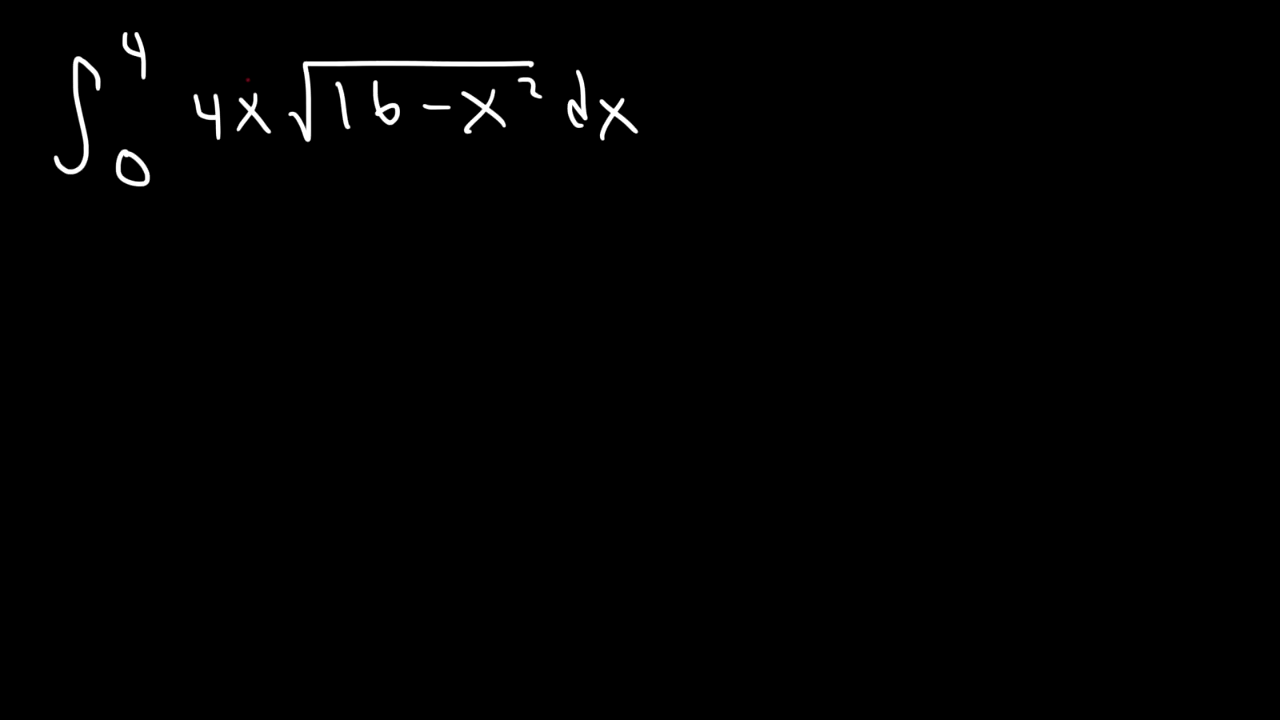 ∫₀⁴ 4x√(16 − x²) dx